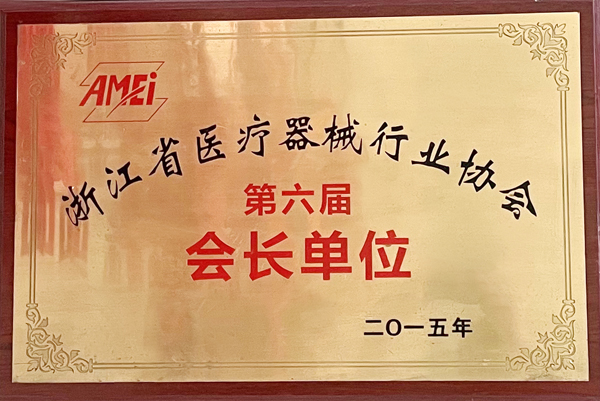 AMEi
浙江省医疗器械行业协会
第六届
会长单位
二〇一五年